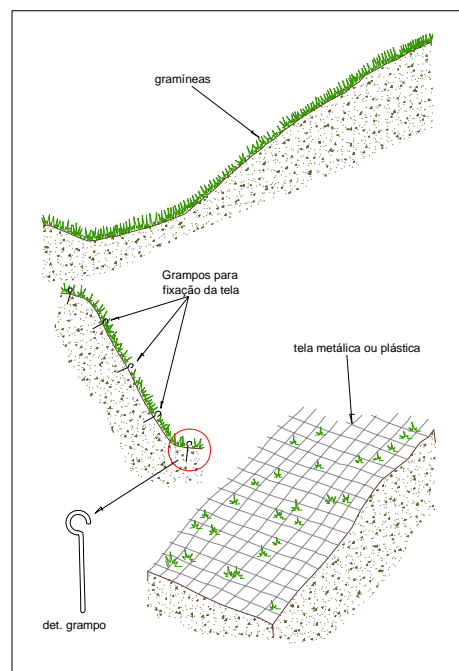 gramíneas
Grampos para
fixação da tela
tela metálica ou plástica
det. grampo